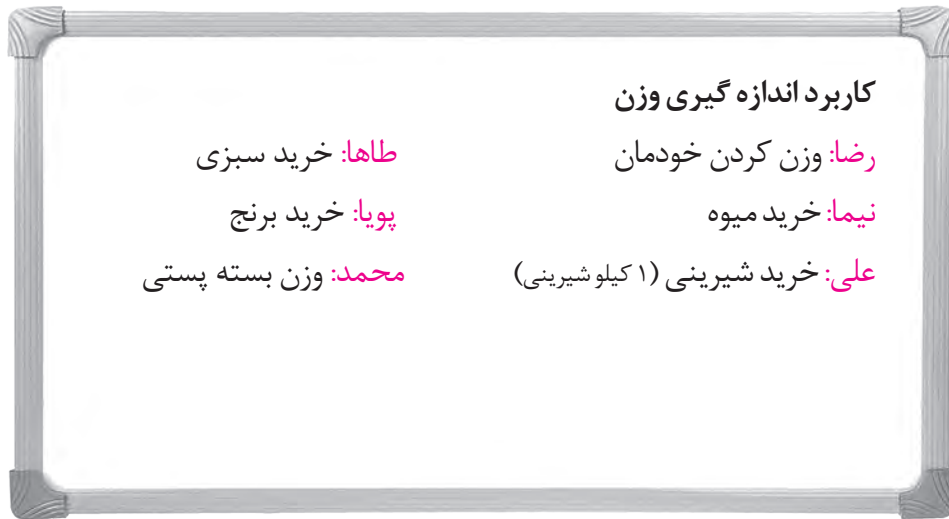 کاربرد اندازه گیری وزن
رضا: وزن کردن خودمان طاها: خرید سبزی
نیما: خرید میوه پویا: خرید برنج
علی: خرید شیرینی (۱ کیلو شیرینی) محمد: وزن بسته پستی